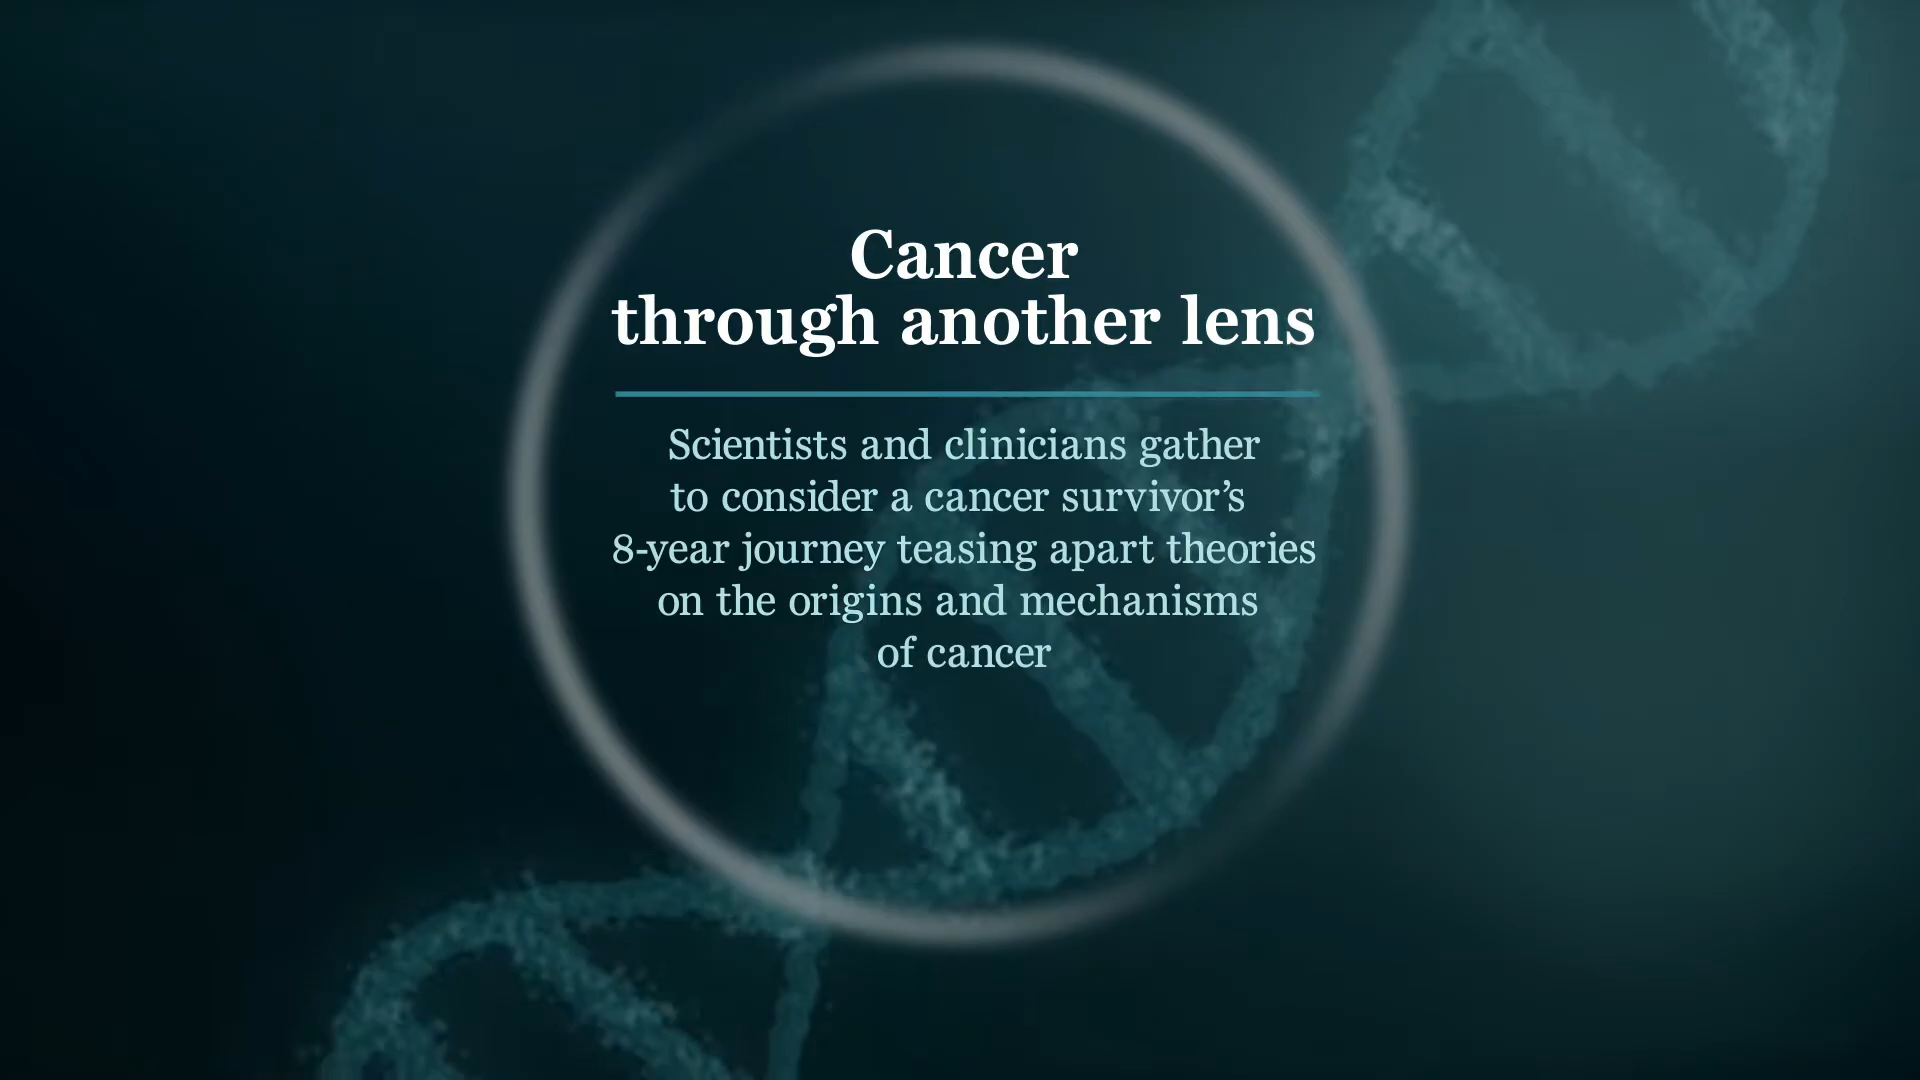 Cancer
through another lens
Scientists and clinicians gather
to consider a cancer survivor’s
8-year journey teasing apart theories
on the origins and mechanisms
of cancer